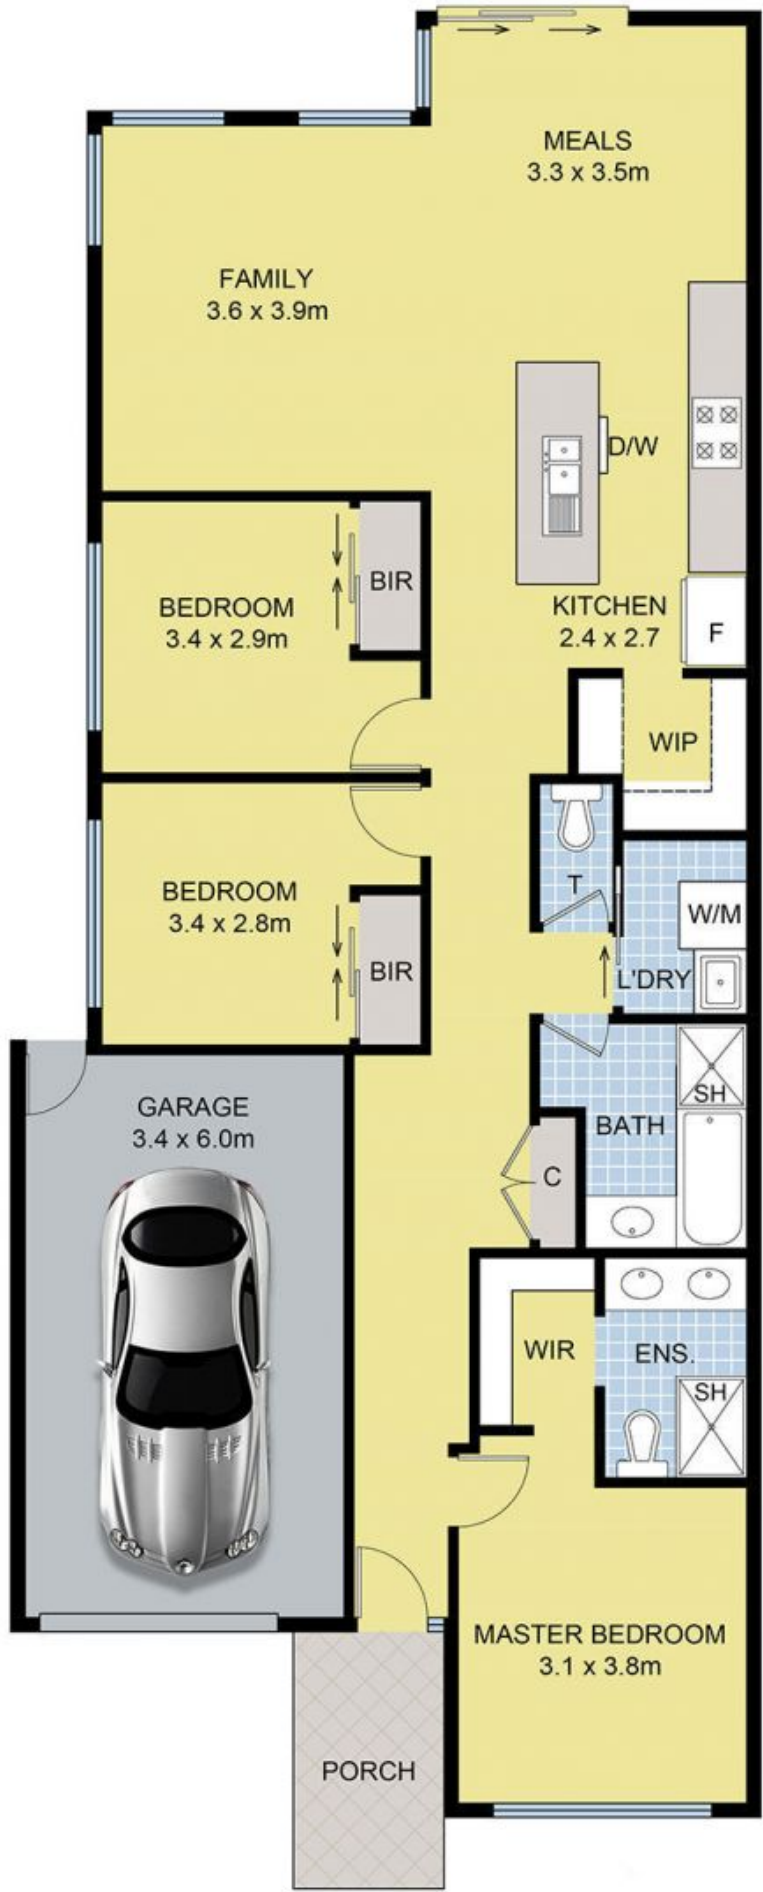 MEALS
3.3 x 3.5m
FAMILY
3.6 x 3.9m
D/W
BIR
BEDROOM
3.4 x 2.9m
KITCHEN
2.4 x 2.7
F
WIP
T
BEDROOM
3.4 x 2.8m
W/M
BIR
L'DRY
SH
GARAGE
3.4 x 6.0m
BATH
C
WIR
ENS.
SH
MASTER BEDROOM
3.1 x 3.8m
PORCH